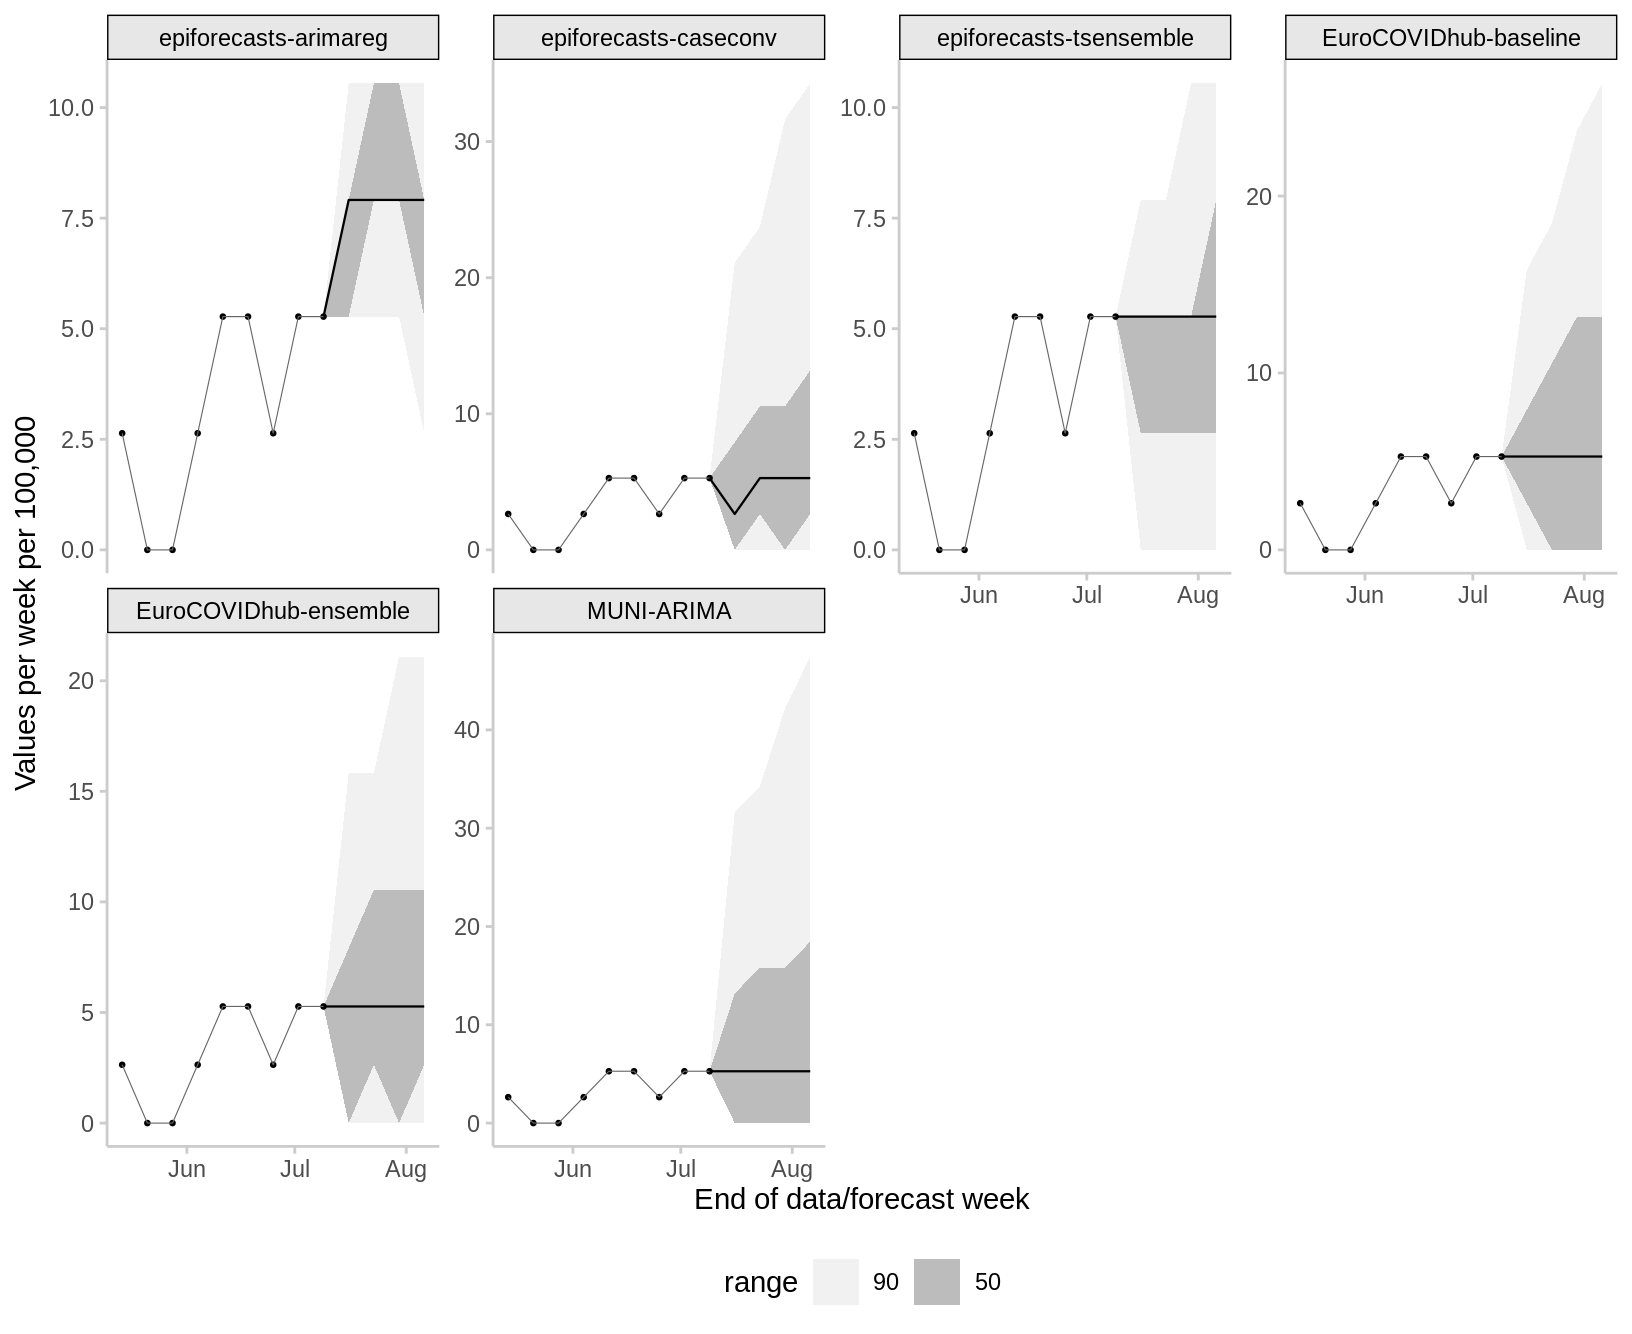 epiforecasts-arimareg
epiforecasts-caseconv
epiforecasts-tsensemble
EuroCOVIDhub-baseline
10.0
7.5
5.0
2.5
0.0
30
20
10
0
10.0
7.5
5.0
2.5
0.0
20
10
0
Jun Jul Aug
Jun Jul Aug
Values per week per 100,000
EuroCOVIDhub-ensemble
MUNI-ARIMA
20
15
10
5
0
40
30
20
10
0
Jun Jul Aug
Jun Jul Aug
End of data/forecast week
range 90 50